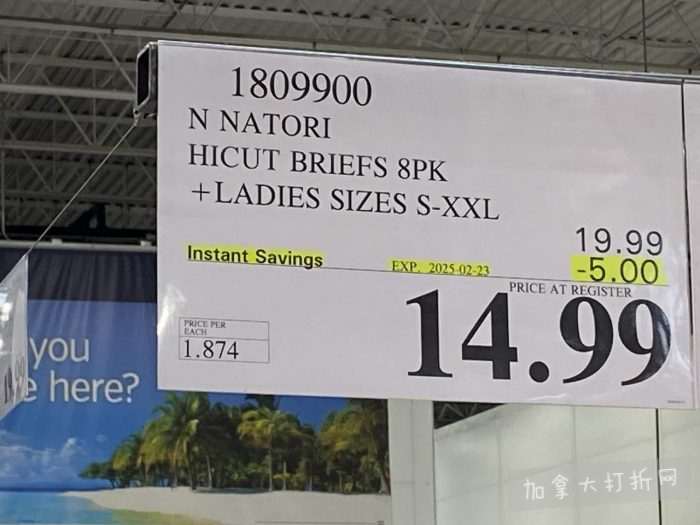 1809900
N NATORI
HICUT BRIEFS 8PK
+LADIES SIZES S-XXL
19.99
Instant Savings EXP. 2025-02-23 -5.00
PRICE AT REGISTER
14.99
PRICE PER
EACH
1.874
you
here?
加拿大打折网